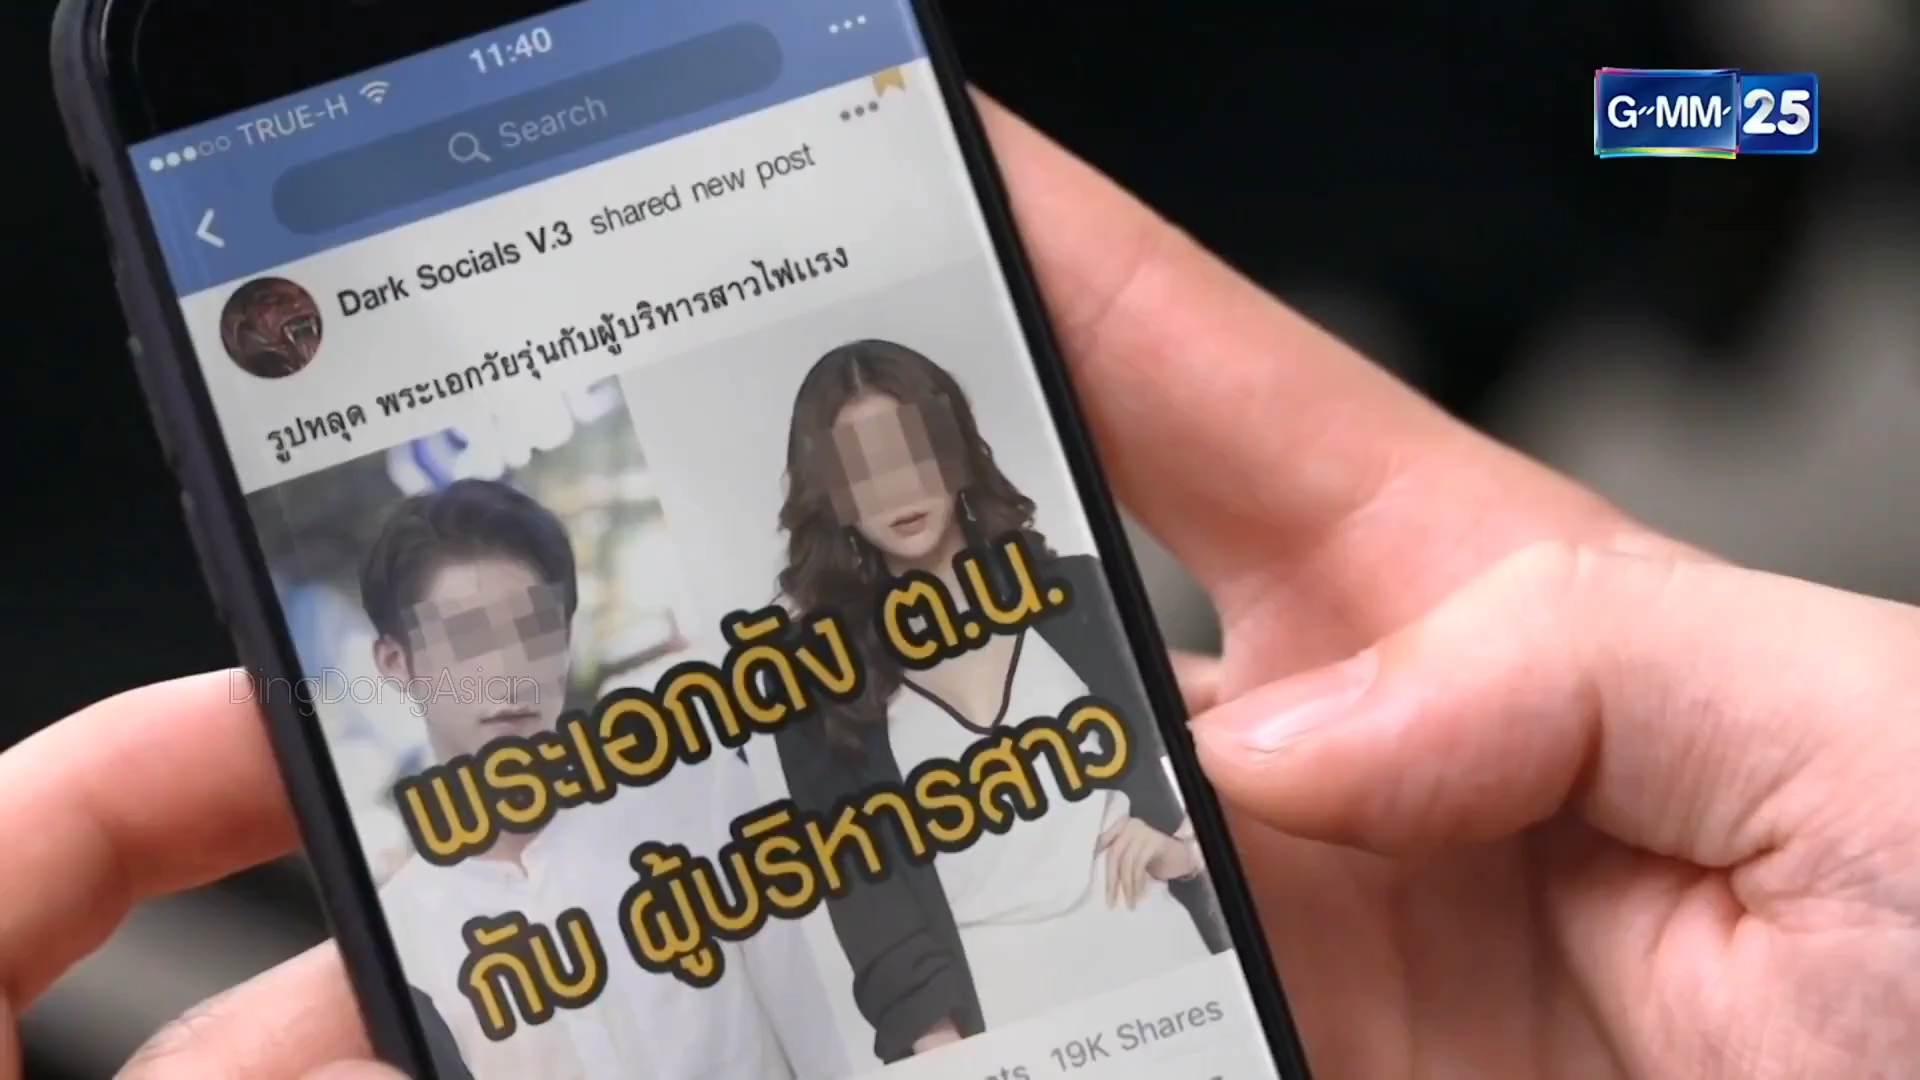 11:40
TRUE-H
Search
G-MM-25
Dark Socials V.3 shared new post
รูปหลุด พระเอกวัยรุ่นกับผู้บริหารสาวไฟแรง
DingDongAsian
พระเอกดัง ต.น.
กับ ผู้บริหารสาว
19K Shares